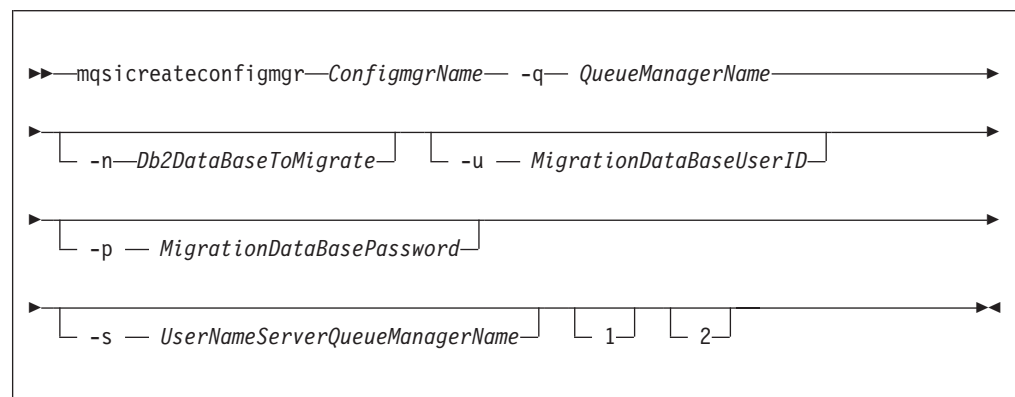 mqsicreateconfigmgr ConfigmgrName -q QueueManagerName
-n Db2DataBaseToMigrate -u MigrationDataBaseUserID
-p MigrationDataBasePassword
-s UserNameServerQueueManagerName 1 2